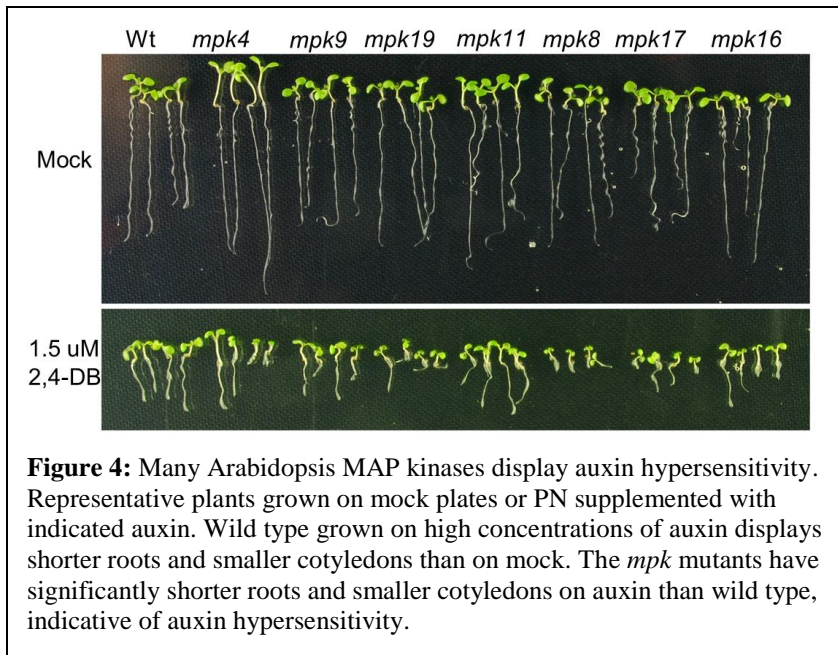 Wt mpk4 mpk9 mpk19 mpk11 mpk8 mpk17 mpk16
Mock
1.5 uM
2,4-DB
Figure 4: Many Arabidopsis MAP kinases display auxin hypersensitivity.
Representative plants grown on mock plates or PN supplemented with
indicated auxin. Wild type grown on high concentrations of auxin displays
shorter roots and smaller cotyledons than on mock. The mpk mutants have
significantly shorter roots and smaller cotyledons on auxin than wild type,
indicative of auxin hypersensitivity.